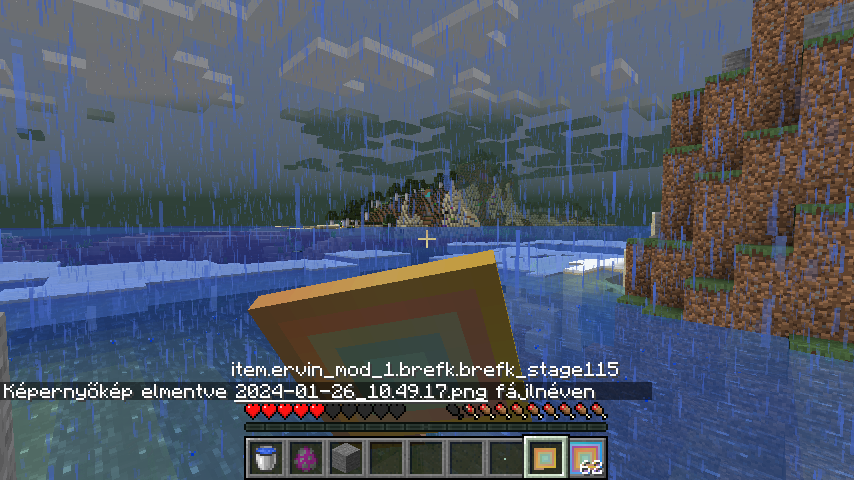 item.ervin_mod_1.brefk.brefk_stage115
Képernyőkép elmentve 2024-01-26_10.49.17.png fájlnéven
62